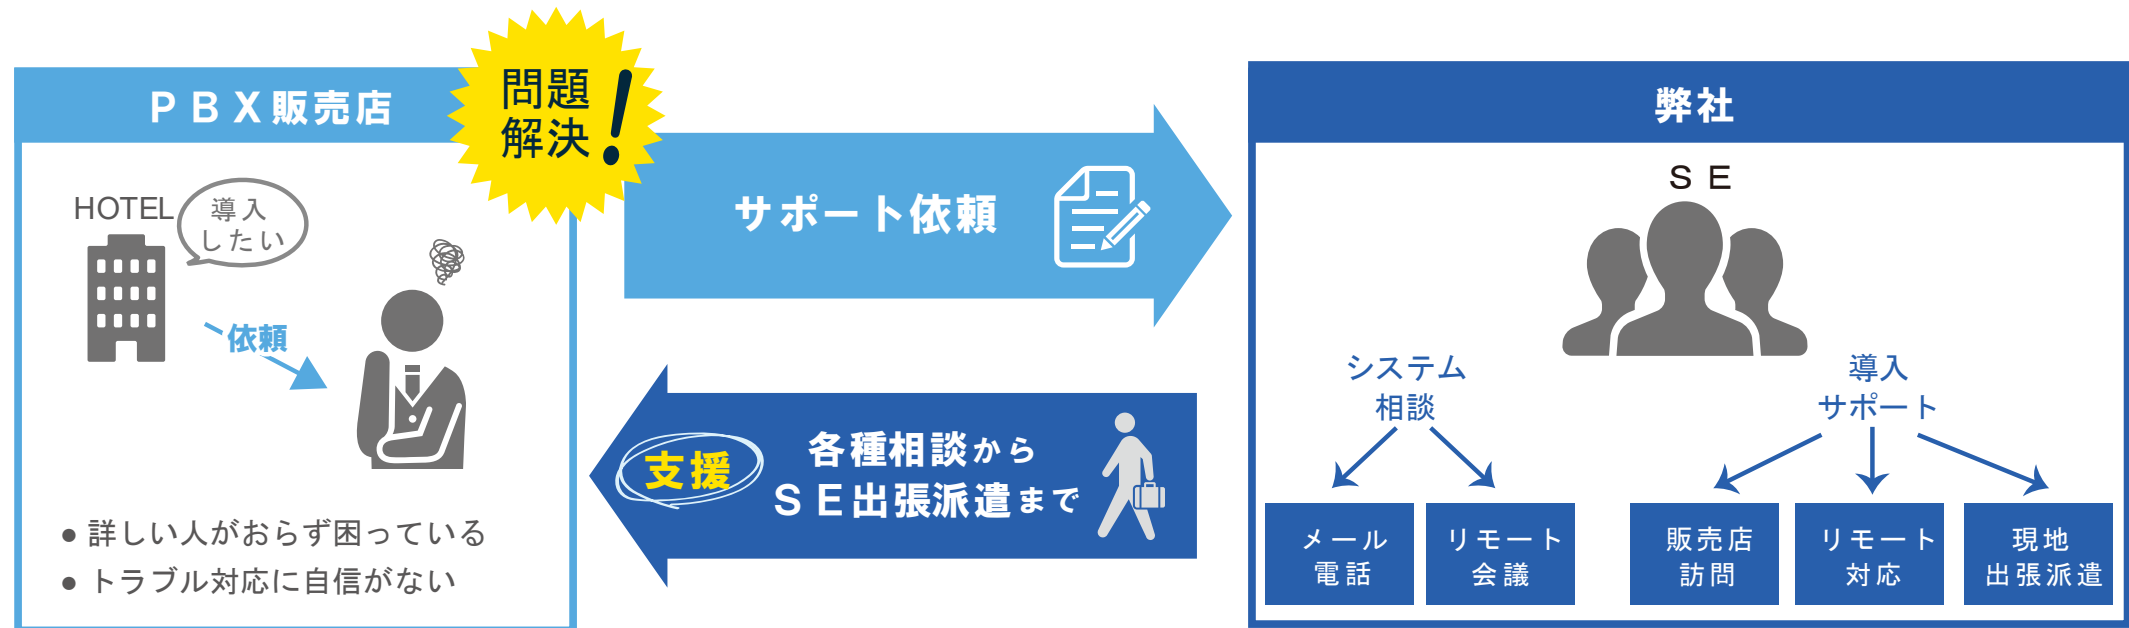 PBX販売店
問題
解決!
HOTEL
導入
したい
依頼
● 詳しい人がおらず困っている
● トラブル対応に自信がない
サポート依頼
支援
各種相談から
SE出張派遣まで
弊社
SE
システム
相談
導入
サポート
メール
電話
リモート
会議
販売店
訪問
リモート
対応
現地
出張派遣